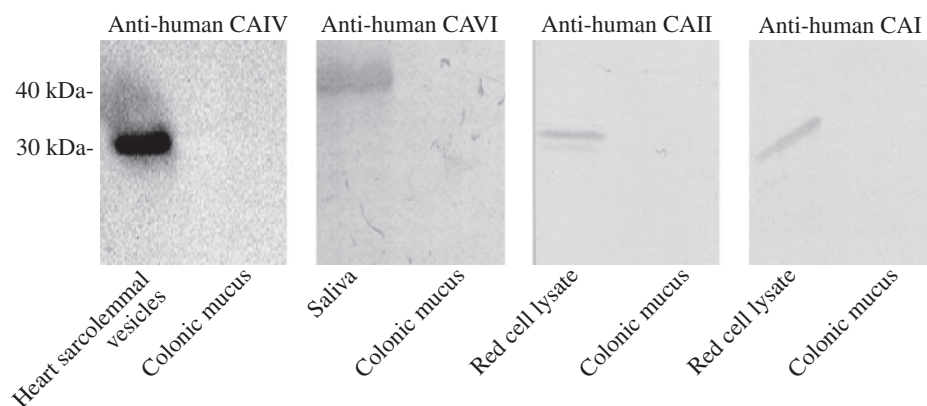 Anti-human CAIV
Anti-human CAVI
Anti-human CAII
Anti-human CAI
40 kDa-
30 kDa-
Heart sarcolemmal
vesicles
Colonic mucus
Saliva
Colonic mucus
Red cell lysate
Colonic mucus
Red cell lysate
Colonic mucus